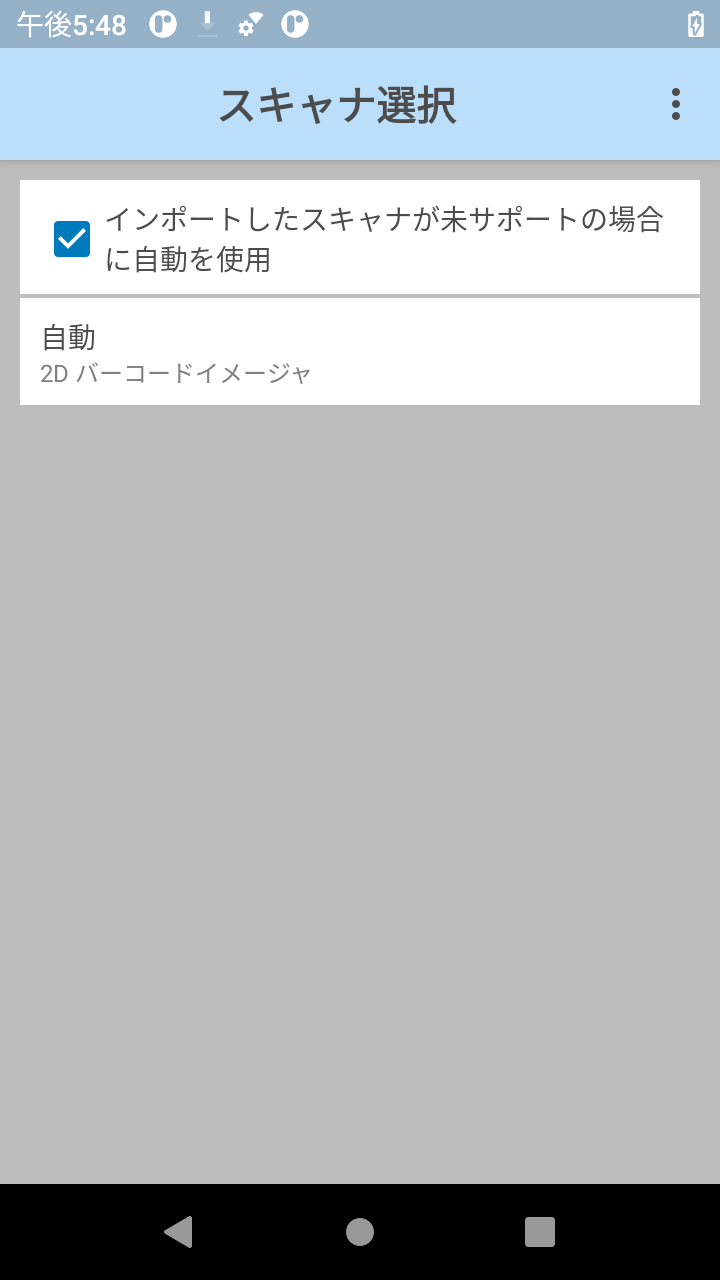 午後5:48
スキャナ選択
インポートしたスキャナが未サポートの場合
に自動を使用
自動
2D バーコードイメージャ